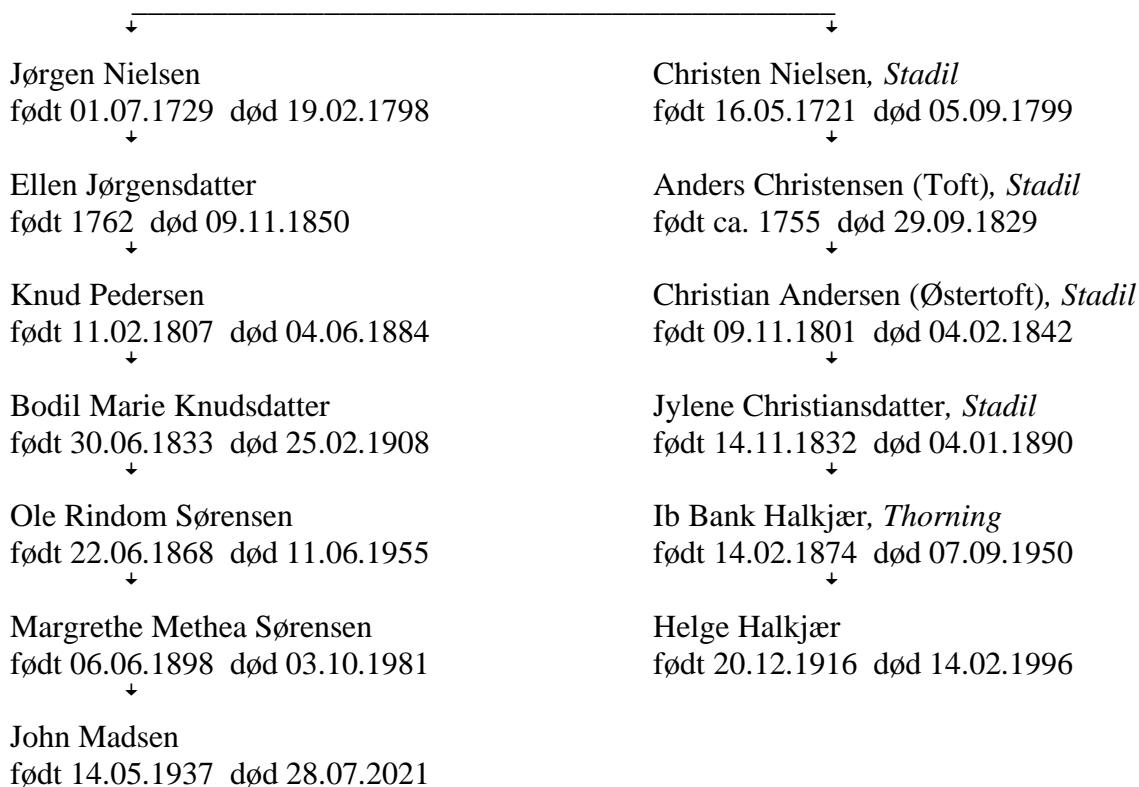 Jørgen Nielsen
født 01.07.1729 død 19.02.1798
Ellen Jørgensdatter
født 1762 død 09.11.1850
Knud Pedersen
født 11.02.1807 død 04.06.1884
Bodil Marie Knudsdatter
født 30.06.1833 død 25.02.1908
Ole Rindom Sørensen
født 22.06.1868 død 11.06.1955
Margrethe Methea Sørensen
født 06.06.1898 død 03.10.1981
John Madsen
født 14.05.1937 død 28.07.2021
Christen Nielsen, Stadil
født 16.05.1721 død 05.09.1799
Anders Christensen (Toft), Stadil
født ca. 1755 død 29.09.1829
Christian Andersen (Østertoft), Stadil
født 09.11.1801 død 04.02.1842
Jylene Christiansdatter, Stadil
født 14.11.1832 død 04.01.1890
Ib Bank Halkjær, Thorning
født 14.02.1874 død 07.09.1950
Helge Halkjær
født 20.12.1916 død 14.02.1996